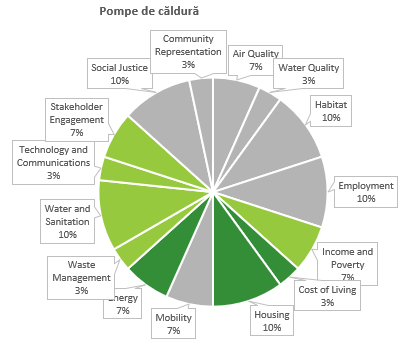 Pompe de căldură
Community
Representation
3%
Air Quality
7%
Water Quality
3%
Habitat
10%
Employment
10%
Income and
Poverty
7%
Cost of Living
3%
Housing
10%
Mobility
7%
Energy
7%
Waste
Management
3%
Water and
Sanitation
10%
Technology and
Communications
3%
Stakeholder
Engagement
7%
Social Justice
10%